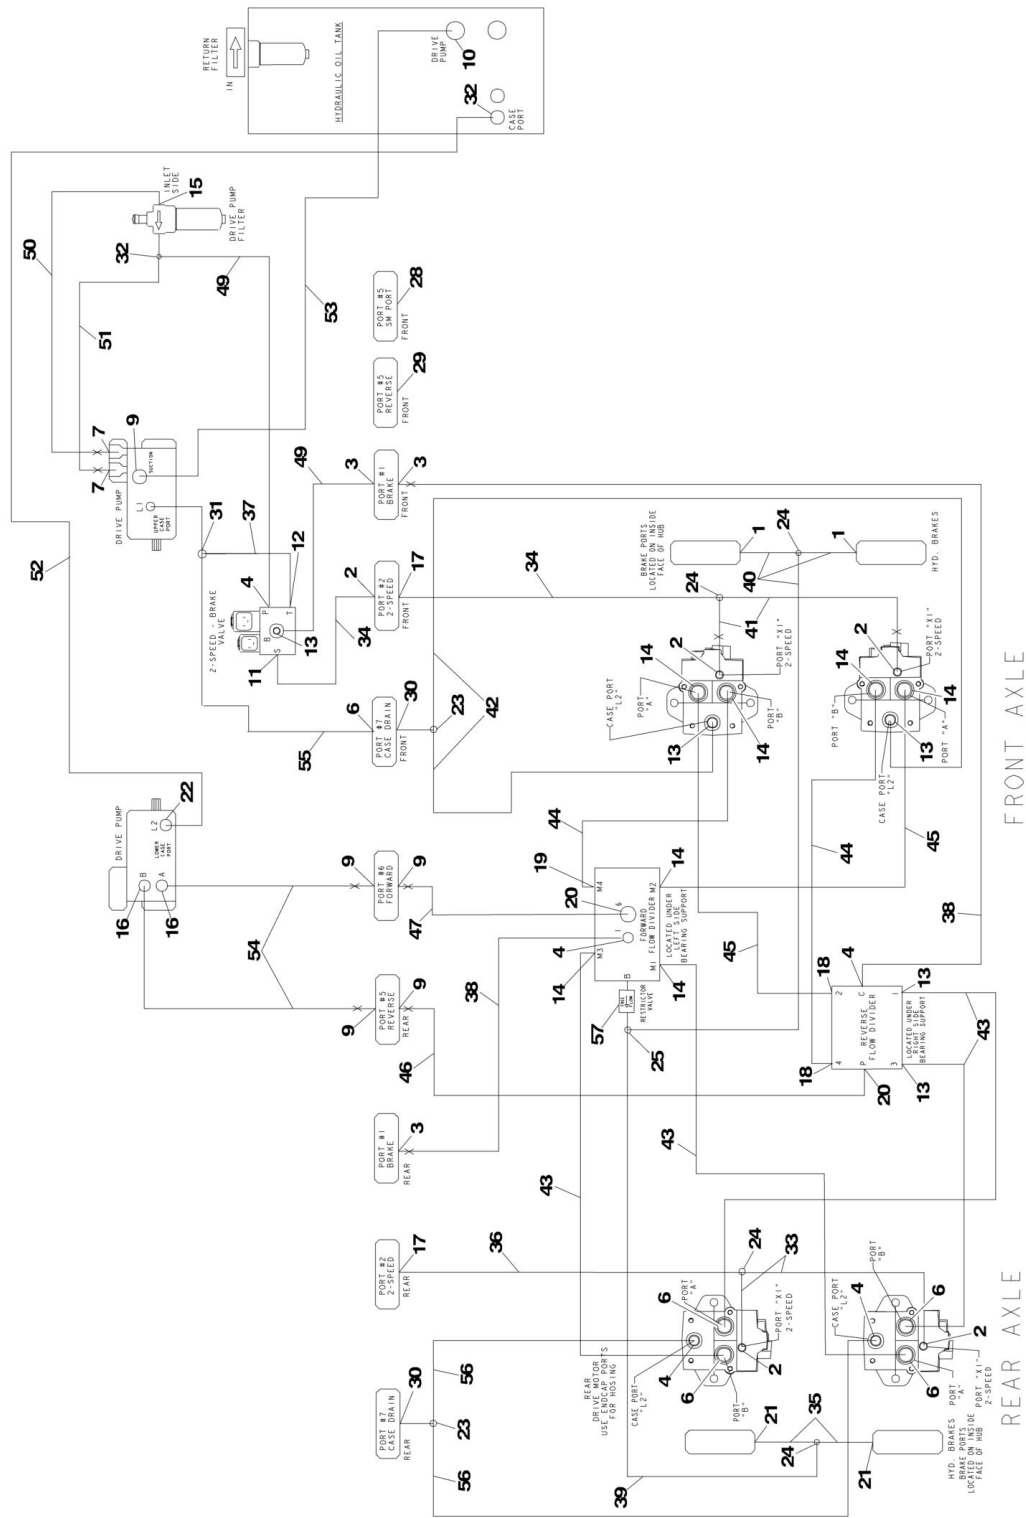 RETURN
FILTER
IN
HYDRAULIC OIL TANK
DRIVE
PUMP
10
32
CASE
PORT
50
INLET
SIDE
15
DRIVE PUMP
FILTER
32
49
51
53
PORT #5
SM PORT
28
FRONT
PORT #5
REVERSE
29
FRONT
7
7
9
SUCTION
DRIVE PUMP
L1
UPPER
CASE
PORT
52
31
37
12
49
3
PORT #1
BRAKE
3
FRONT
2-SPEED - BRAKE
VALVE
4
P
T
B
S
13
11
34
2
PORT #2
2-SPEED
17
FRONT
55
6
PORT #7
CASE DRAIN
30
FRONT
23
42
34
BRAKE PORTS
LOCATED ON INSIDE
FACE OF HUB
1
24
1
40
HYD. BRAKES
24
41
2
PORT "X1"
2-SPEED
14
PORT
"A"
CASE PORT
"L2"
13
14
PORT
"B"
2
PORT "X1"
2-SPEED
14
PORT "B"
14
13
PORT "A"
CASE PORT
"L2"
FRONT AXLE
DRIVE PUMP
22
L2
LOWER
CASE
PORT
B
A
16
16
54
9
PORT #6
FORWARD
9
47
9
PORT #5
REVERSE
9
REAR
46
44
19
M4
14
M2
6
20
1
4
FORWARD
FLOW DIVIDER
LOCATED UNDER
LEFT SIDE
BEARING SUPPORT
M3
14
M1
14
B
FREE
FLOW
RESTRICTOR
VALVE
57
25
38
45
44
45
38
18
2
4
C
13
1
REVERSE
FLOW DIVIDER
LOCATED UNDER
RIGHT SIDE
BEARING SUPPORT
18
4
P
20
3
13
43
PORT #1
BRAKE
3
REAR
43
43
PORT #2
2-SPEED
17
REAR
36
24
33
PORT
"A"
6
PORT "X1"
2-SPEED
2
4
6
PORT
"B"
CASE PORT
"L2"
REAR
DRIVE MOTOR
USE ENDCAP PORTS
FOR HOSING
CASE PORT
"L2"
PORT
"B"
4
6
2
6
PORT
"A"
PORT "X1"
2-SPEED
PORT #7
CASE DRAIN
30
REAR
56
23
56
39
21
35
24
21
HYD. BRAKES
BRAKE PORTS
LOCATED ON INSIDE
FACE OF HUB
REAR AXLE